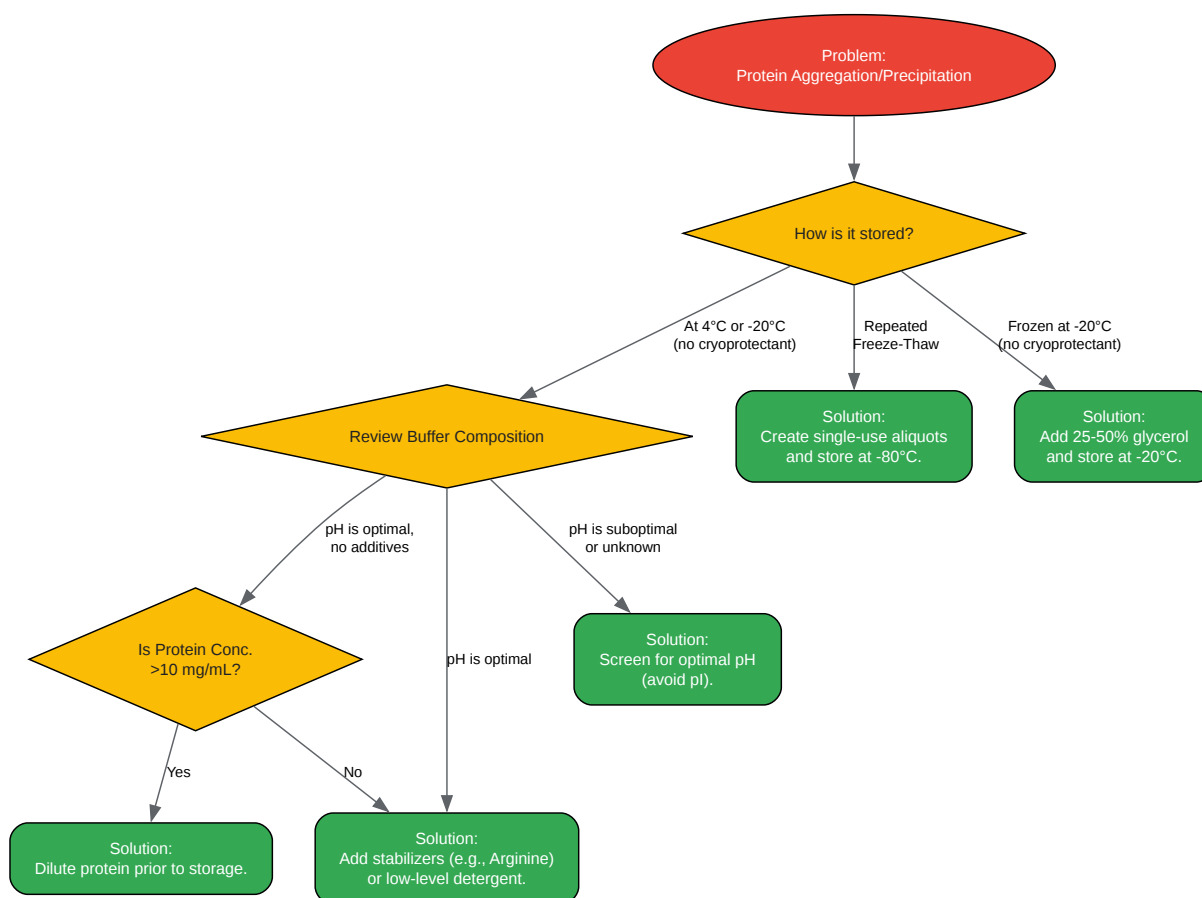 Problem:
Protein Aggregation/Precipitation
How is it stored?
At 4°C or -20°C
(no cryoprotectant)
Repeated
Freeze-Thaw
Frozen at -20°C
(no cryoprotectant)
Review Buffer Composition
Solution:
Create single-use aliquots
and store at -80°C.
Solution:
Add 25-50% glycerol
and store at -20°C.
pH is optimal,
no additives
pH is suboptimal
or unknown
Is Protein Conc.
>10 mg/mL?
pH is optimal
Solution:
Screen for optimal pH
(avoid pI).
Yes
No
Solution:
Dilute protein prior to storage.
Solution:
Add stabilizers (e.g., Arginine)
or low-level detergent.